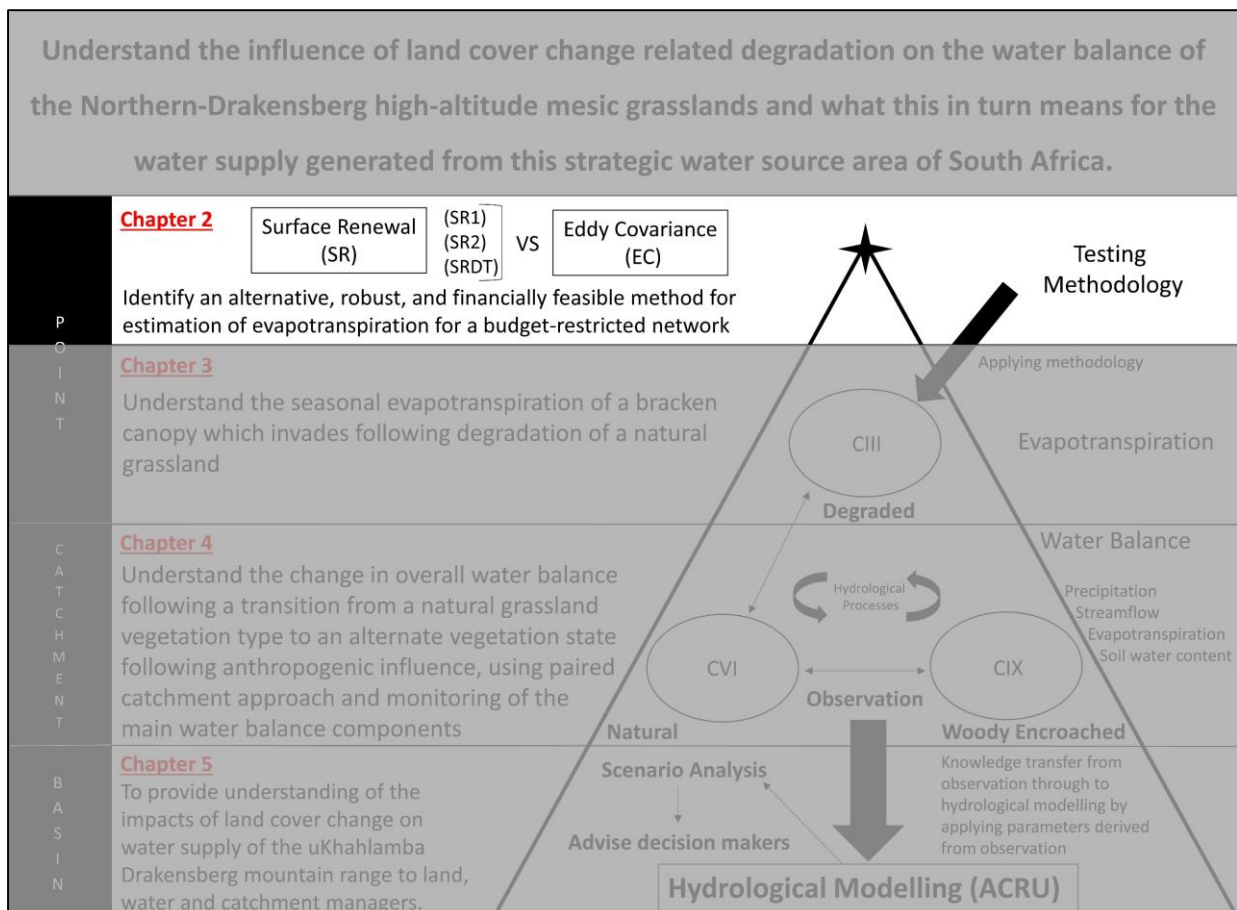 Understand the influence of land cover change related degradation on the water balance of
the Northern-Drakensberg high-altitude mesic grasslands and what this in turn means for the
water supply generated from this strategic water source area of South Africa.
POINT
Chapter 2
Surface Renewal
(SR)
(SR1)
(SR2)
(SRDT)
VS
Eddy Covariance
(EC)
Identify an alternative, robust, and financially feasible method for
estimation of evapotranspiration for a budget-restricted network
Testing
Methodology
Chapter 3
Understand the seasonal evapotranspiration of a bracken
canopy which invades following degradation of a natural
grassland
Applying methodology
CIII
Evapotranspiration
Degraded
CATCHMENT
Chapter 4
Understand the change in overall water balance
following a transition from a natural grassland
vegetation type to an alternate vegetation state
following anthropogenic influence, using paired
catchment approach and monitoring of the
main water balance components
Water Balance
Hydrological
Processes
Precipitation
Streamflow
Evapotranspiration
Soil water content
CVI
CIX
Observation
Natural
Woody Encroached
BASIN
Chapter 5
To provide understanding of the
impacts of land cover change on
water supply of the uKhahlamba
Drakensberg mountain range to land,
water and catchment managers.
Scenario Analysis
Advise decision makers
Knowledge transfer from
observation through to
hydrological modelling by
applying parameters derived
from observation
Hydrological Modelling (ACRU)